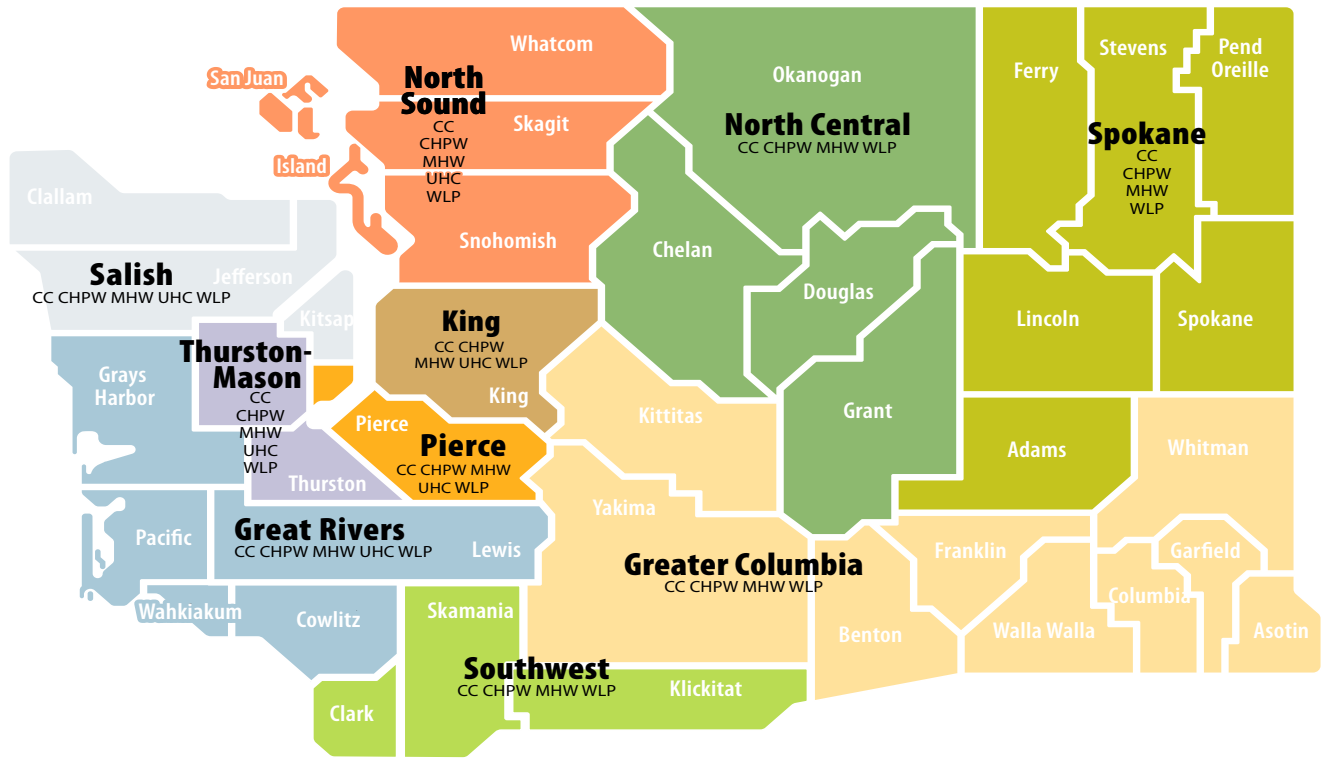 Whatcom
San Juan
North
Sound
CC
CHPW
MHW
UHC
WLP
Skagit
Island
Snohomish
Okanogan
North Central
CC CHPW MHW WLP
Chelan
Douglas
Grant
Ferry
Stevens
Pend
Oreille
Spokane
CC
CHPW
MHW
WLP
Lincoln
Spokane
Adams
Clallam
Salish
Jefferson
CC CHPW MHW UHC WLP
Kitsap
King
CC CHPW
MHW UHC WLP
King
Thurston-
Mason
CC
CHPW
MHW
UHC
WLP
Thurston
Grays
Harbor
Pierce
Pierce
CC CHPW MHW
UHC WLP
Kittitas
Yakima
Whitman
Pacific
Great Rivers
CC CHPW MHW UHC WLP
Lewis
Wahkiakum
Cowlitz
Greater Columbia
CC CHPW MHW WLP
Franklin
Garfield
Columbia
Benton
Walla Walla
Asotin
Skamania
Southwest
CC CHPW MHW WLP
Klickitat
Clark